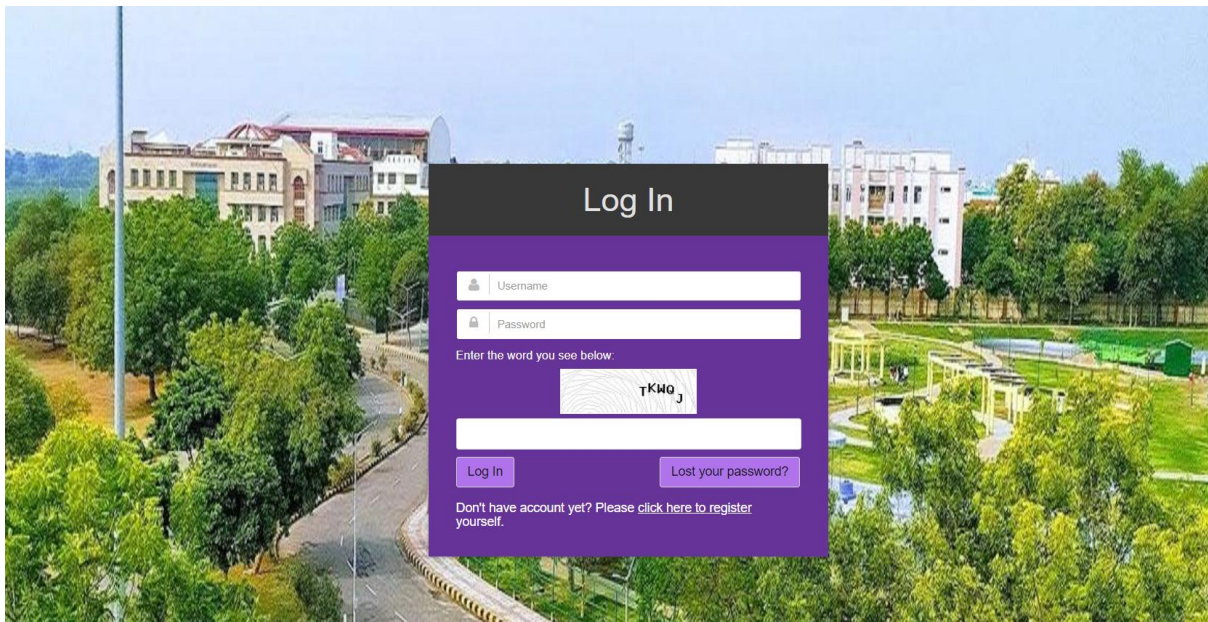 Log In
Username
Password
Enter the word you see below:
TKWQJ
Log In
Lost your password?
Don't have account yet? Please click here to register
yourself.